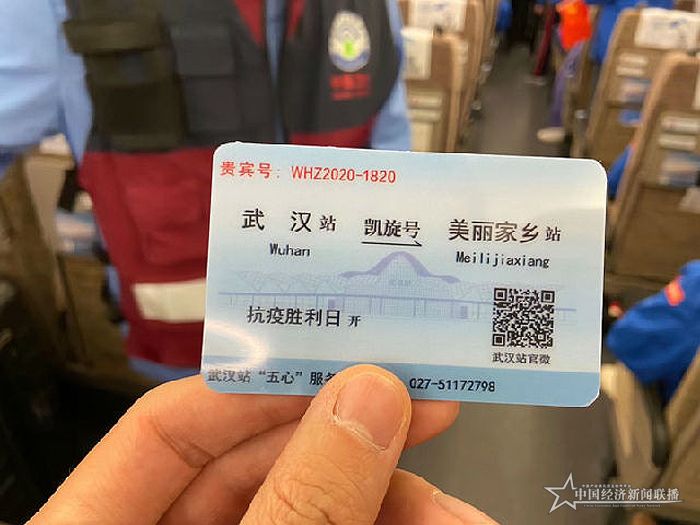 贵宾号: WHZ2020-1820
武汉站 凯旋号 美丽家乡站
Wuhan Meilijiaxiang
抗疫胜利日 开
武汉站官微
武汉站"五心"服务 027-51172798
中国经济新闻联播